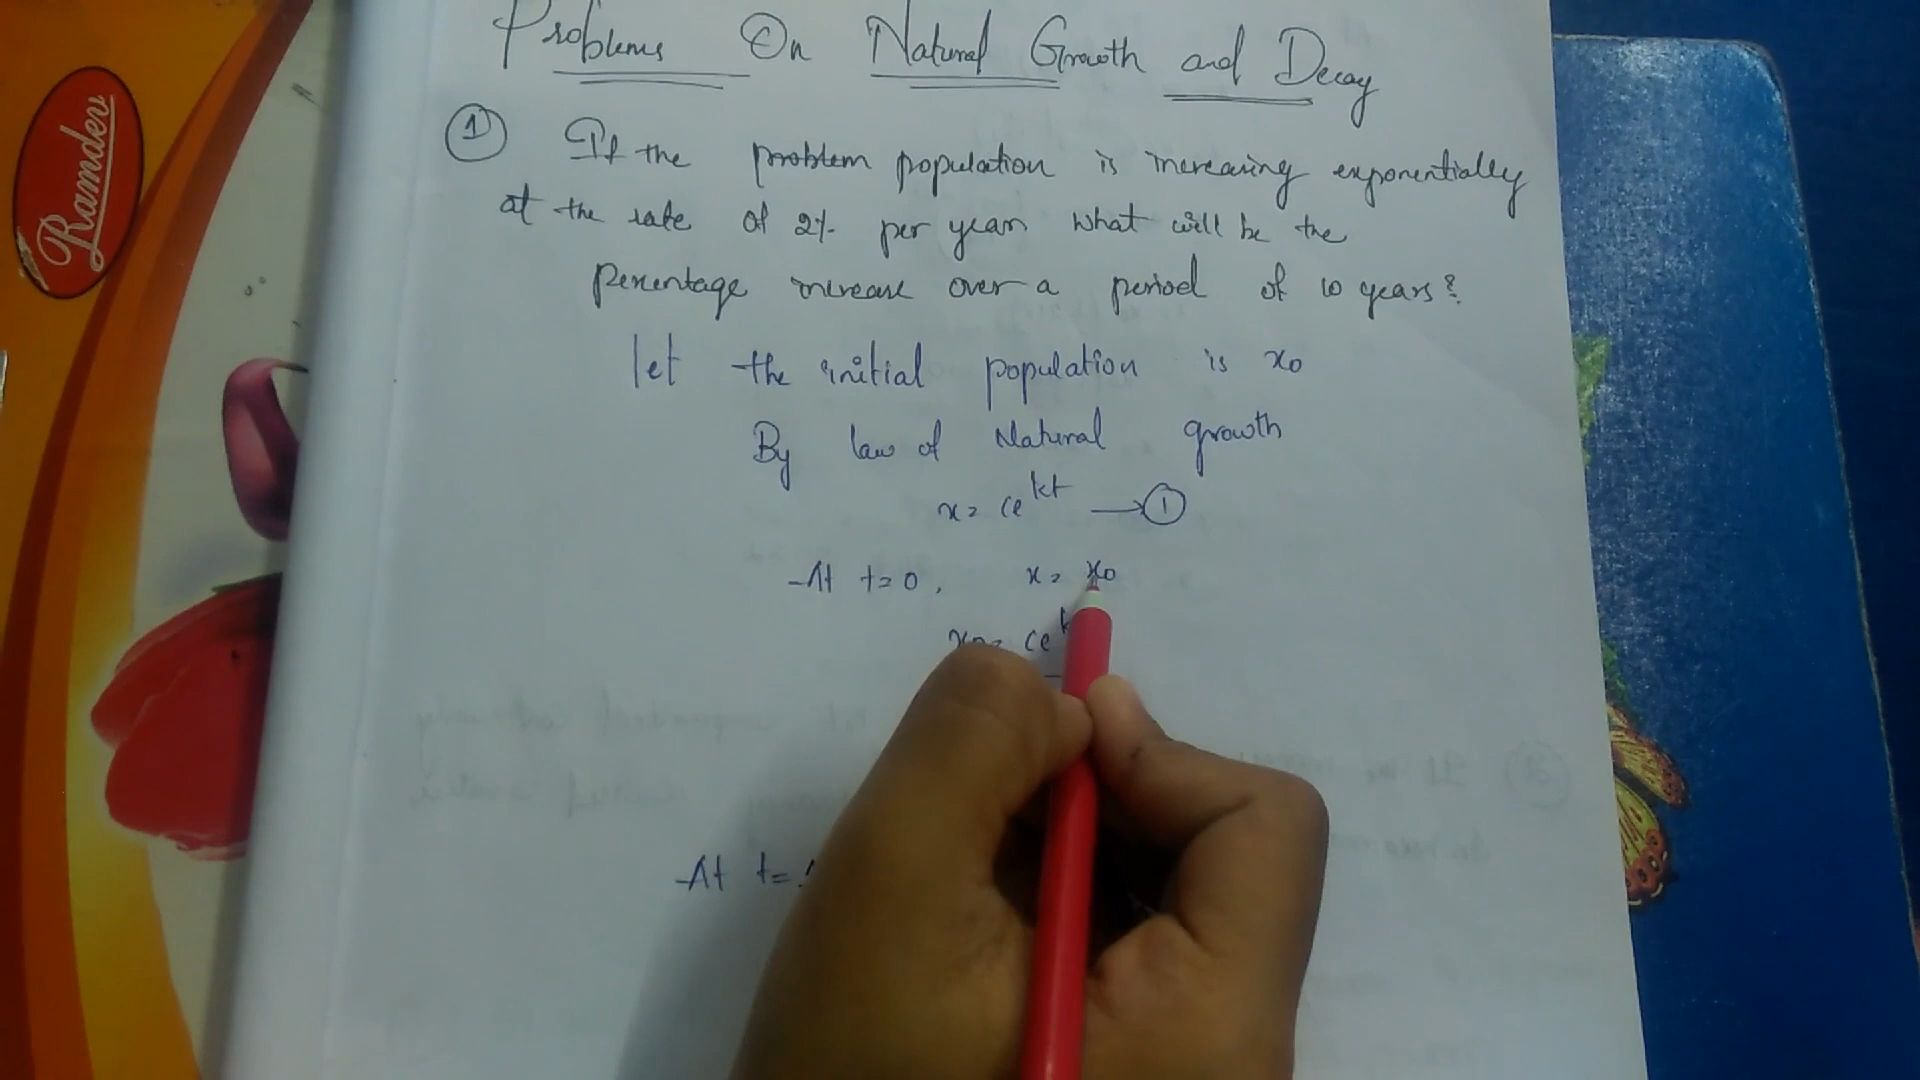 Problems On Natural Growth and Decay
Ramdev
① If the problem population is increasing exponentially
at the rate of 2% per year what will be the
percentage increase over a period of 10 years?
let the initial population is x₀
By law of Natural growth
x = ce^kt → ①
At t = 0, x = x₀
x₀ = ce^k
At t =